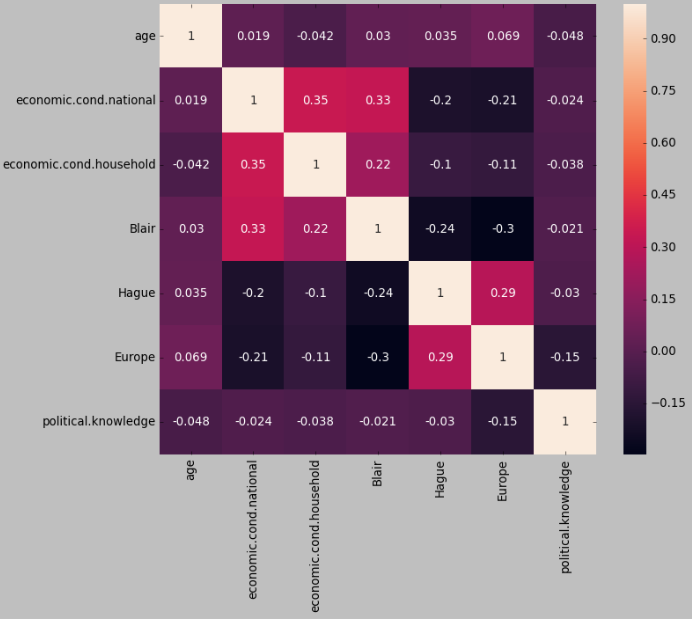 age 1 0.019 -0.042 0.03 0.035 0.069 -0.048
economic.cond.national 0.019 1 0.35 0.33 -0.2 -0.21 -0.024
economic.cond.household -0.042 0.35 1 0.22 -0.1 -0.11 -0.038
Blair 0.03 0.33 0.22 1 -0.24 -0.3 -0.021
Hague 0.035 -0.2 -0.1 -0.24 1 0.29 -0.03
Europe 0.069 -0.21 -0.11 -0.3 0.29 1 -0.15
political.knowledge -0.048 -0.024 -0.038 -0.021 -0.03 -0.15 1
age
economic.cond.national
economic.cond.household
Blair
Hague
Europe
political.knowledge
0.90
0.75
0.60
0.45
0.30
0.15
0.00
−0.15